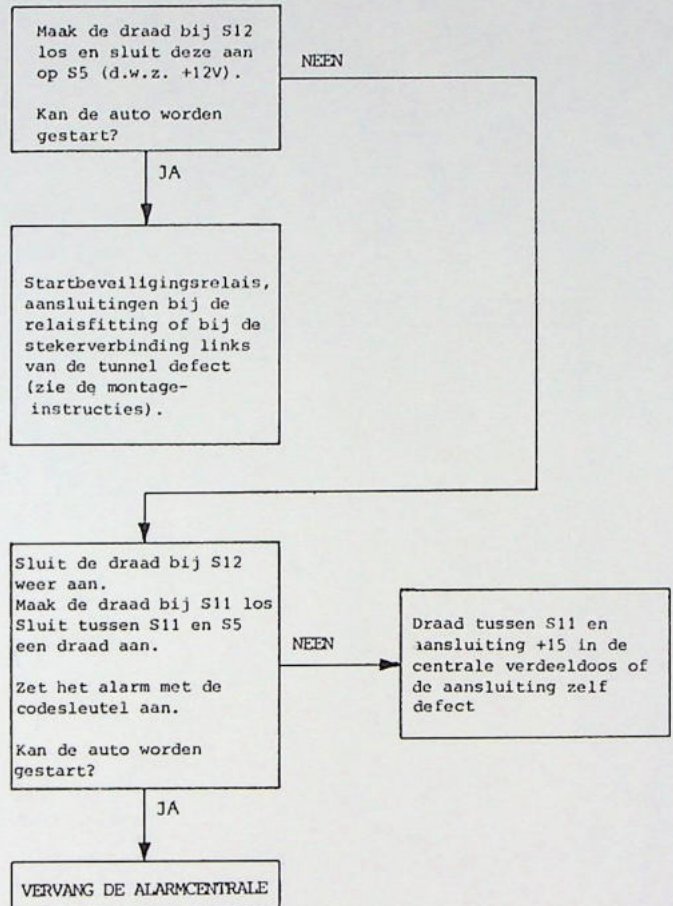 Maak de draad bij S12
los en sluit deze aan
op S5 (d.w.z. +12V).
Kan de auto worden
gestart?
NEEN
JA
Startbeveiligingsrelais,
aansluitingen bij de
relaisfitting of bij de
stekerverbinding links
van de tunnel defect
(zie de montage-
instructies).
Sluit de draad bij S12
weer aan.
Maak de draad bij S11 los
Sluit tussen S11 en S5
een draad aan.
Zet het alarm met de
codesleutel aan.
Kan de auto worden
gestart?
NEEN
Draad tussen S11 en
aansluiting +15 in de
centrale verdeeldoos of
de aansluiting zelf
defect
JA
VERVANG DE ALARMCENTRALE